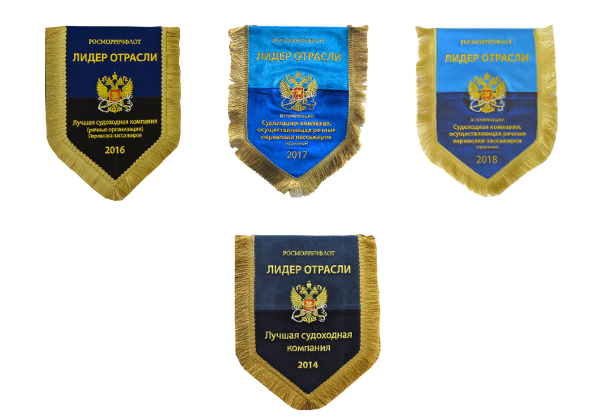 РОСМОРРЕЧФЛОТ
ЛИДЕР ОТРАСЛИ
Лучшая судоходная компания
(речные организации)
Перевозка пассажиров
2016
РОСМОРРЕЧФЛОТ
ЛИДЕР ОТРАСЛИ
В НОМИНАЦИИ
Судоходная компания,
осуществляющая речные
перевозки пассажиров
2017
РОСМОРРЕЧФЛОТ
ЛИДЕР ОТРАСЛИ
В НОМИНАЦИИ
Судоходная компания,
осуществляющая речные
перевозки пассажиров
2018
РОСМОРРЕЧФЛОТ
ЛИДЕР ОТРАСЛИ
Лучшая судоходная
компания
2014